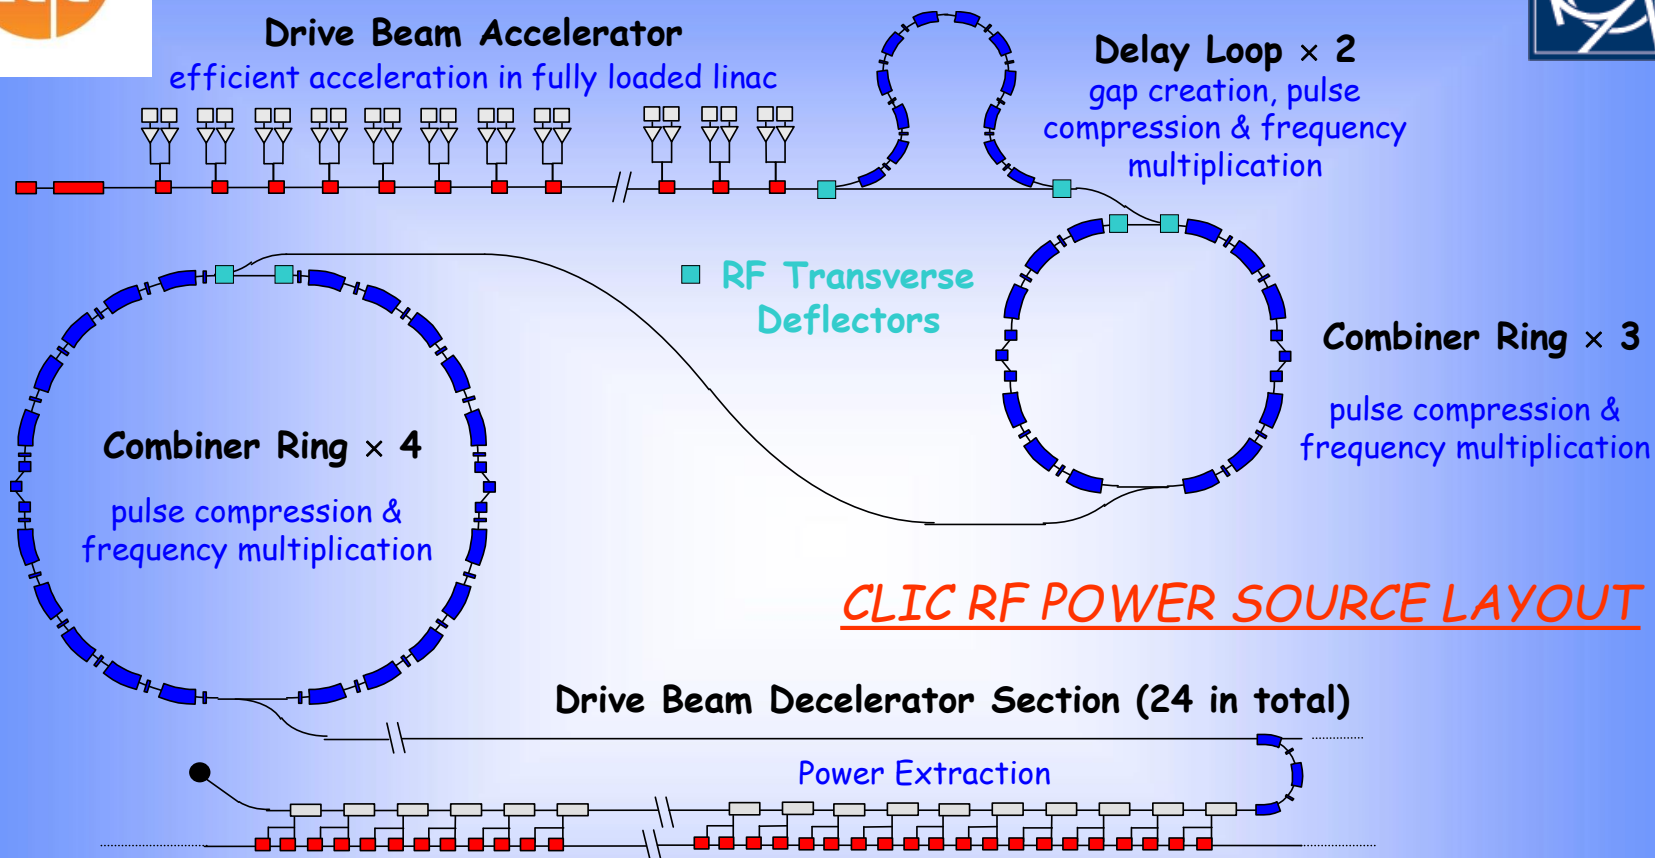 Drive Beam Accelerator
efficient acceleration in fully loaded linac
Delay Loop × 2
gap creation, pulse
compression & frequency
multiplication
RF Transverse
Deflectors
Combiner Ring × 3
pulse compression &
frequency multiplication
Combiner Ring × 4
pulse compression &
frequency multiplication
CLIC RF POWER SOURCE LAYOUT
Drive Beam Decelerator Section (24 in total)
Power Extraction